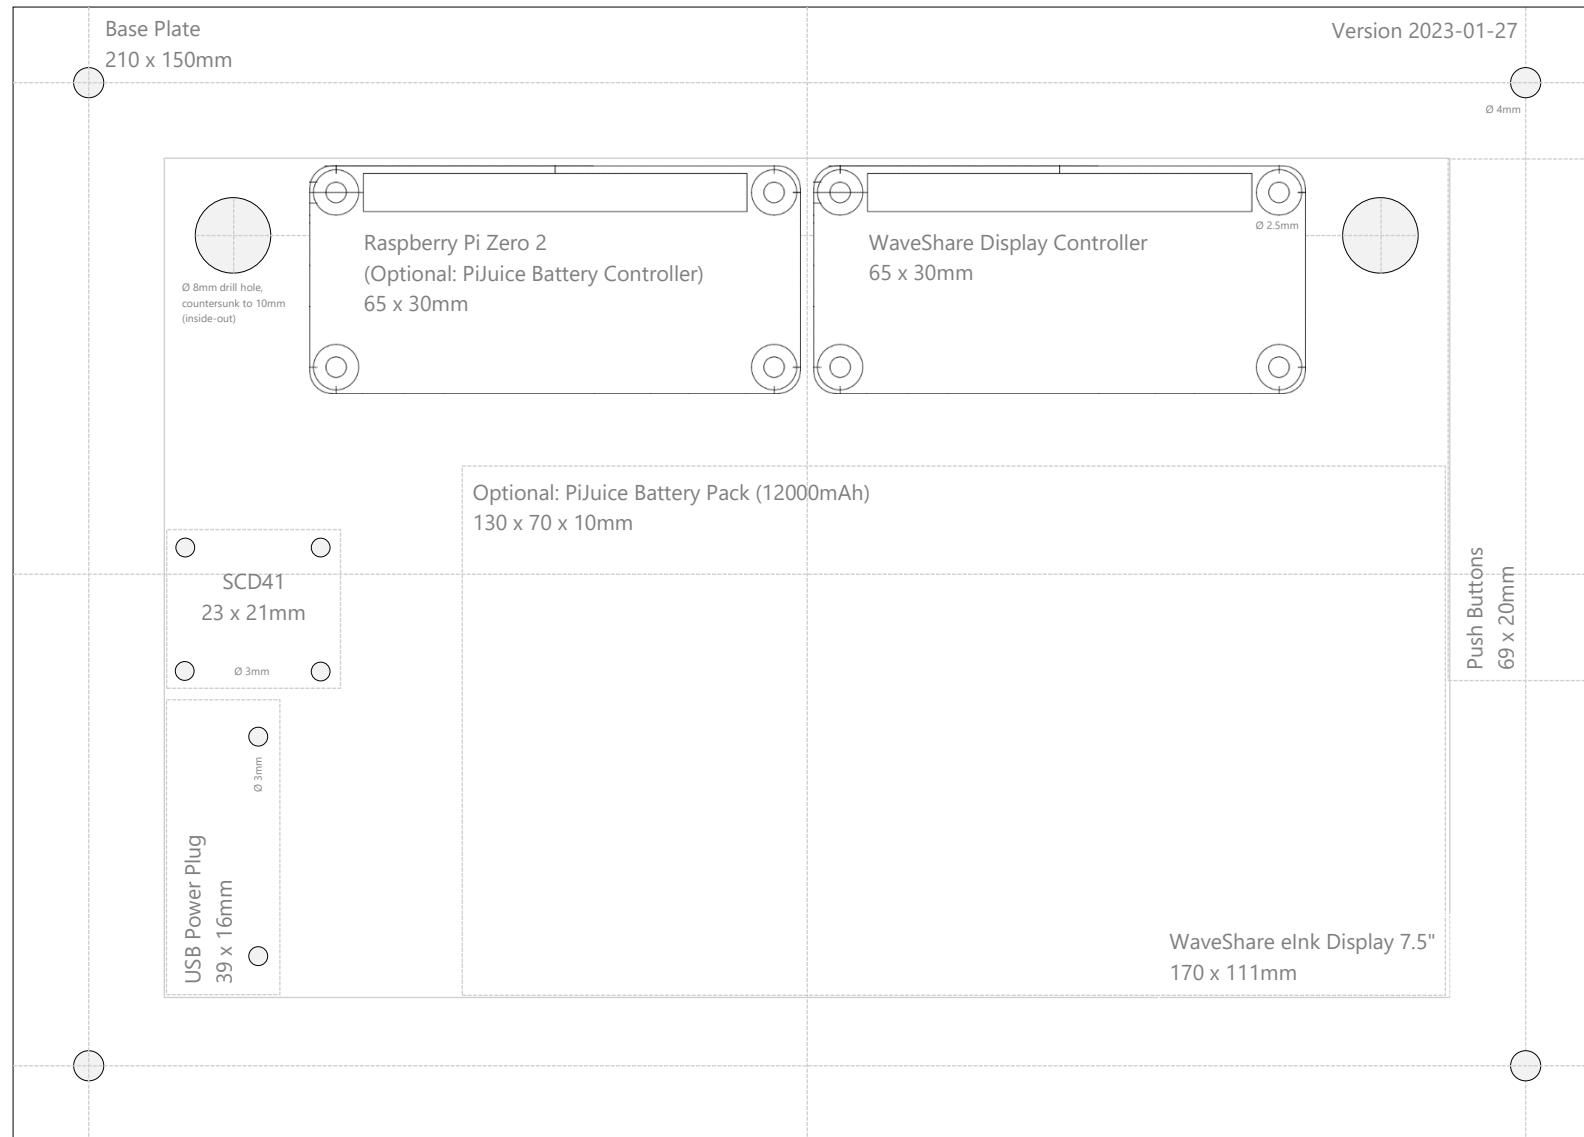 Base Plate
210 x 150mm
Version 2023-01-27
Ø 4mm
Raspberry Pi Zero 2
(Optional: PiJuice Battery Controller)
65 x 30mm
WaveShare Display Controller
65 x 30mm
Ø 2.5mm
Ø 8mm drill hole,
countersunk to 10mm
(inside-out)
Optional: PiJuice Battery Pack (12000mAh)
130 x 70 x 10mm
SCD41
23 x 21mm
Ø 3mm
Push Buttons
69 x 20mm
Ø 3mm
USB Power Plug
39 x 16mm
WaveShare eInk Display 7.5"
170 x 111mm